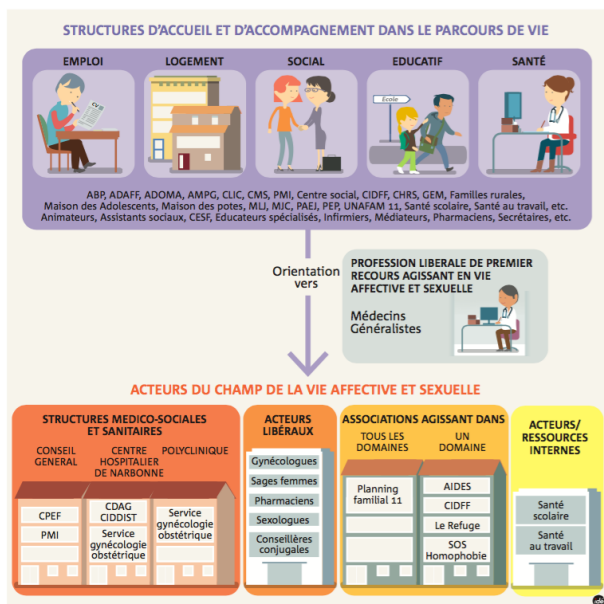 STRUCTURES D'ACCUEIL ET D'ACCOMPAGNEMENT DANS LE PARCOURS DE VIE
EMPLOI
LOGEMENT
SOCIAL
EDUCATIF
SANTÉ
CV
École
ABP, ADAFF, ADOMA, AMPG, CLIC, CMS, PMI, Centre social, CIDFF, CHRS, GEM, Familles rurales,
Maison des Adolescents, Maison des potes, MLJ, MJC, PAEJ, PEP, UNAFAM 11, Santé scolaire, Santé au travail, etc.
Animateurs, Assistants sociaux, CESF, Educateurs spécialisés, Infirmiers, Médiateurs, Pharmaciens, Secrétaires, etc.
Orientation
vers
PROFESSION LIBERALE DE PREMIER
RECOURS AGISSANT EN VIE
AFFECTIVE ET SEXUELLE
Médecins
Généralistes
ACTEURS DU CHAMP DE LA VIE AFFECTIVE ET SEXUELLE
STRUCTURES MEDICO-SOCIALES
ET SANITAIRES
CONSEIL
GENERAL
CENTRE
HOSPITALIER
DE NARBONNE
POLYCLINIQUE
CPEF
PMI
CDAG
CIDDIST
Service
gynécologie
obstétrique
Service
gynécologie
obstétrique
ACTEURS
LIBÉRAUX
Gynécologues
Sages femmes
Pharmaciens
Sexologues
Conseillères
conjugales
ASSOCIATIONS AGISSANT DANS
TOUS LES
DOMAINES
UN
DOMAINE
Planning
familial 11
AIDES
CIDFF
Le Refuge
SOS
Homophobie
ACTEURS/
RESSOURCES
INTERNES
Santé
scolaire
Santé
au travail